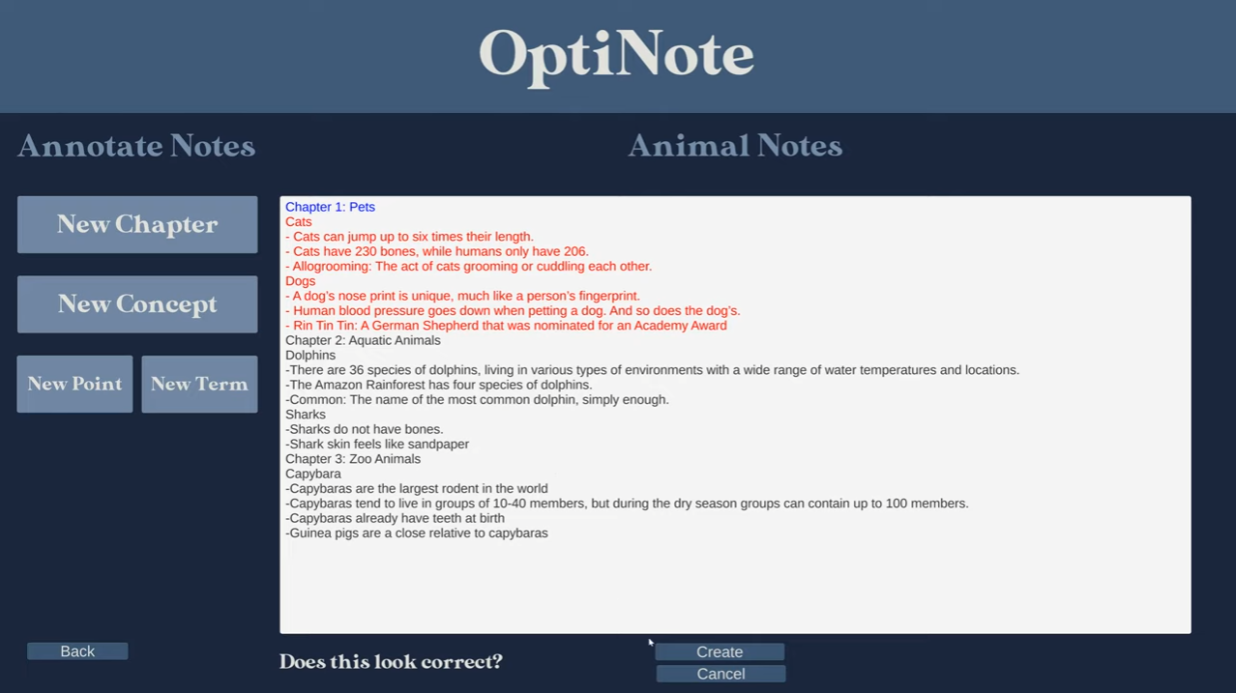 OptiNote
Annotate Notes
Animal Notes
New Chapter
New Concept
New Point
New Term
Chapter 1: Pets
Cats
- Cats can jump up to six times their length.
- Cats have 230 bones, while humans only have 206.
- Allogrooming: The act of cats grooming or cuddling each other.
Dogs
- A dog's nose print is unique, much like a person's fingerprint.
- Human blood pressure goes down when petting a dog. And so does the dog's.
- Rin Tin Tin: A German Shepherd that was nominated for an Academy Award
Chapter 2: Aquatic Animals
Dolphins
-There are 36 species of dolphins, living in various types of environments with a wide range of water temperatures and locations.
-The Amazon Rainforest has four species of dolphins.
-Common: The name of the most common dolphin, simply enough.
Sharks
-Sharks do not have bones.
-Shark skin feels like sandpaper
Chapter 3: Zoo Animals
Capybara
-Capybaras are the largest rodent in the world
-Capybaras tend to live in groups of 10-40 members, but during the dry season groups can contain up to 100 members.
-Capybaras already have teeth at birth
-Guinea pigs are a close relative to capybaras
Back
Does this look correct?
Create
Cancel